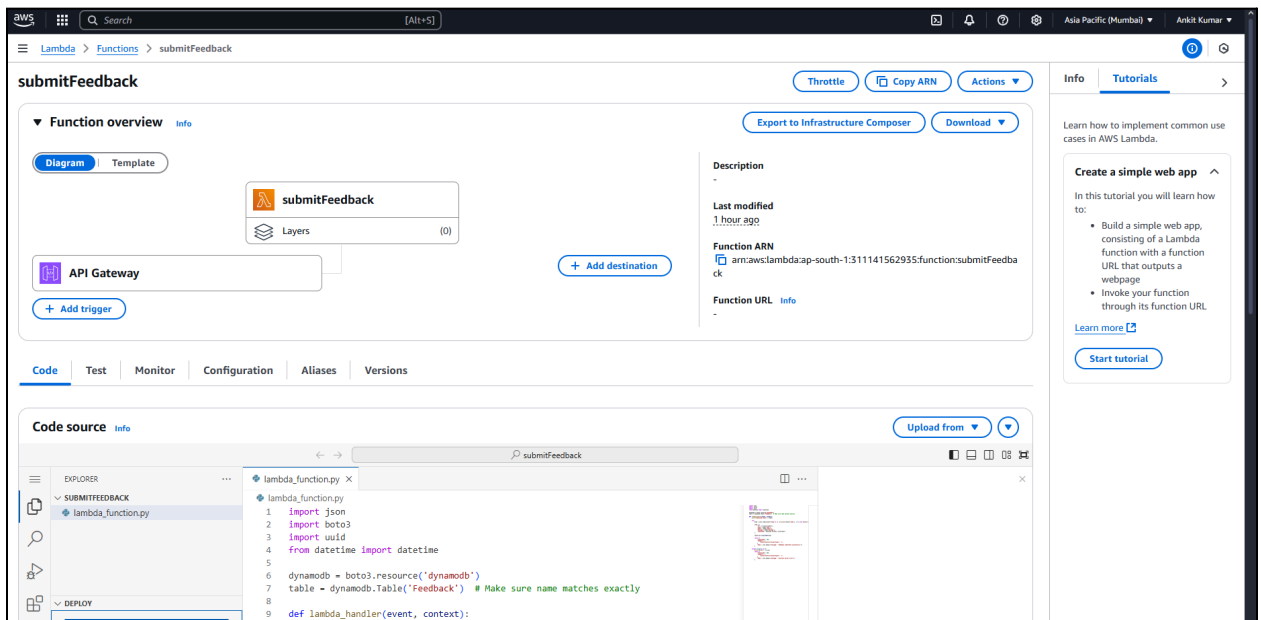 aws
Search
[Alt+S]
Asia Pacific (Mumbai) ▼
Ankit Kumar ▼
Lambda > Functions > submitFeedback
submitFeedback
Throttle
Copy ARN
Actions ▼
▼ Function overview Info
Export to Infrastructure Composer
Download ▼
Diagram | Template
submitFeedback
Layers (0)
API Gateway
+ Add trigger
+ Add destination
Description
-
Last modified
1 hour ago
Function ARN
arn:aws:lambda:ap-south-1:311141562935:function:submitFeedba
ck
Function URL Info
-
Info
Tutorials
Learn how to implement common use
cases in AWS Lambda.
Create a simple web app
In this tutorial you will learn how
to:
• Build a simple web app,
consisting of a Lambda
function with a function
URL that outputs a
webpage
• Invoke your function
through its function URL
Learn more
Start tutorial
Code
Test
Monitor
Configuration
Aliases
Versions
Code source Info
Upload from ▼
submitFeedback
EXPLORER
SUBMITFEEDBACK
lambda_function.py
DEPLOY
lambda_function.py ×
lambda_function.py
1 import json
2 import boto3
3 import uuid
4 from datetime import datetime
5
6 dynamodb = boto3.resource('dynamodb')
7 table = dynamodb.Table('Feedback') # Make sure name matches exactly
8
9 def lambda_handler(event, context):